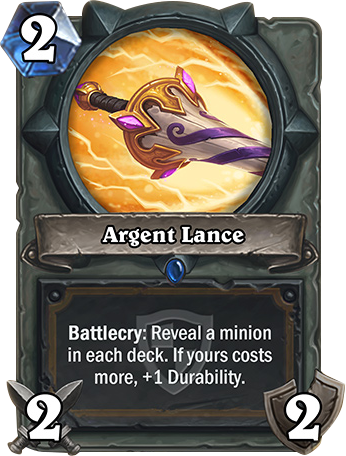 2
Argent Lance
Battlecry: Reveal a minion
in each deck. If yours costs
more, +1 Durability.
2
2